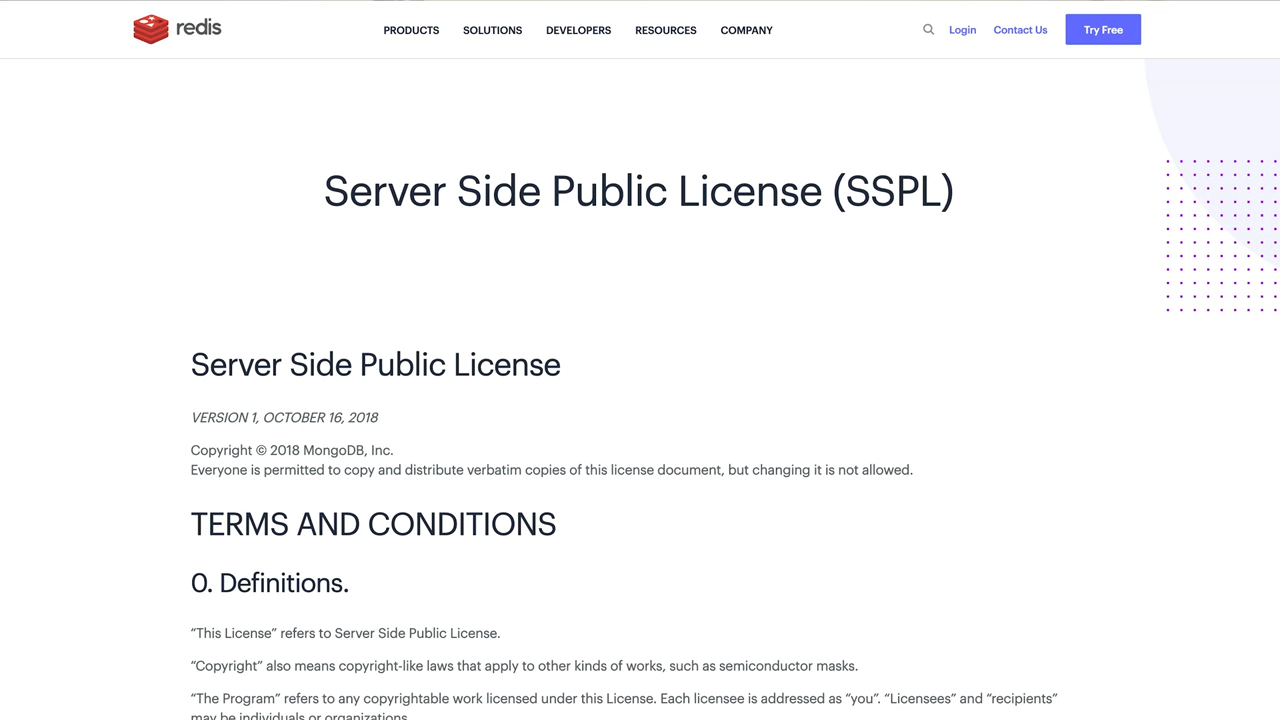 redis
PRODUCTS SOLUTIONS DEVELOPERS RESOURCES COMPANY Login Contact Us Try Free
Server Side Public License (SSPL)
Server Side Public License
VERSION 1, OCTOBER 16, 2018
Copyright © 2018 MongoDB, Inc.
Everyone is permitted to copy and distribute verbatim copies of this license document, but changing it is not allowed.
TERMS AND CONDITIONS
0. Definitions.
“This License” refers to Server Side Public License.
“Copyright” also means copyright-like laws that apply to other kinds of works, such as semiconductor masks.
“The Program” refers to any copyrightable work licensed under this License. Each licensee is addressed as “you”. “Licensees” and “recipients”
may be individuals or organizations.